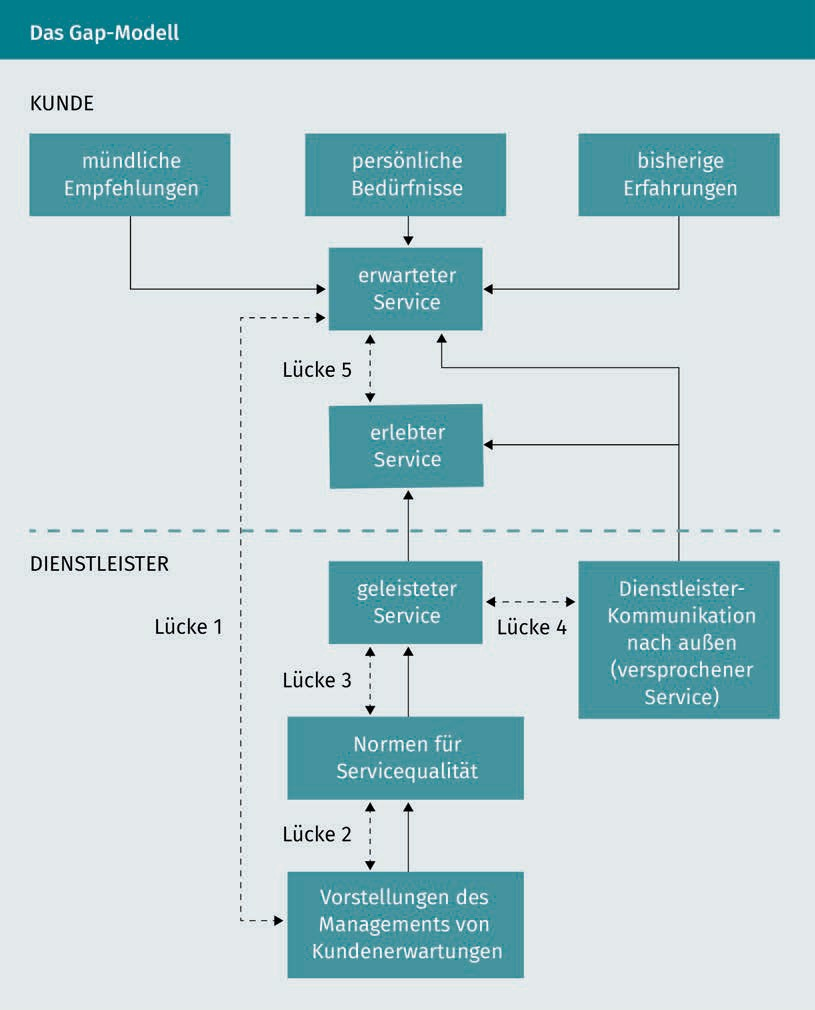 Das Gap-Modell
KUNDE
mündliche
Empfehlungen
persönliche
Bedürfnisse
bisherige
Erfahrungen
erwarteter
Service
Lücke 5
erlebter
Service
DIENSTLEISTER
geleisteter
Service
Lücke 4
Dienstleister-
Kommunikation
nach außen
(versprochener
Service)
Lücke 1
Lücke 3
Normen für
Servicequalität
Lücke 2
Vorstellungen des
Managements von
Kundenerwartungen